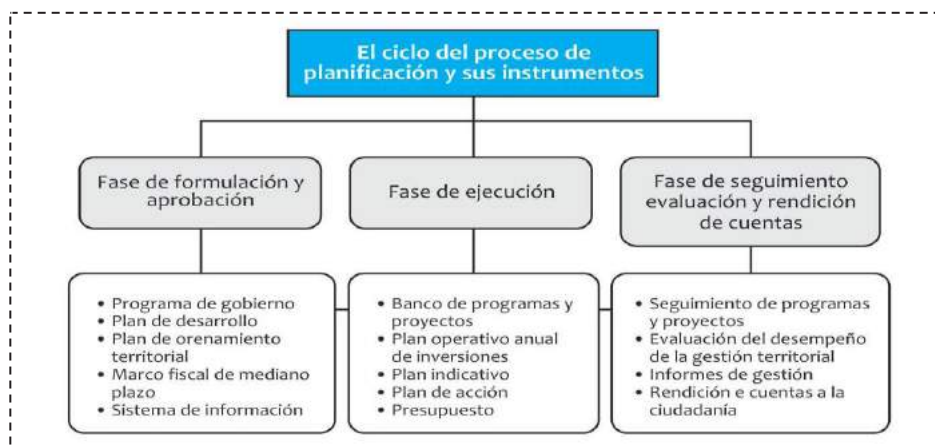 El ciclo del proceso de
planificación y sus instrumentos
Fase de formulación y
aprobación
Fase de ejecución
Fase de seguimiento
evaluación y rendición
de cuentas
• Programa de gobierno
• Plan de desarrollo
• Plan de orenamiento
territorial
• Marco fiscal de mediano
plazo
• Sistema de información
• Banco de programas y
proyectos
• Plan operativo anual
de inversiones
• Plan indicativo
• Plan de acción
• Presupuesto
• Seguimiento de programas
y proyectos
• Evaluación del desempeño
de la gestión territorial
• Informes de gestión
• Rendición e cuentas a la
ciudadanía